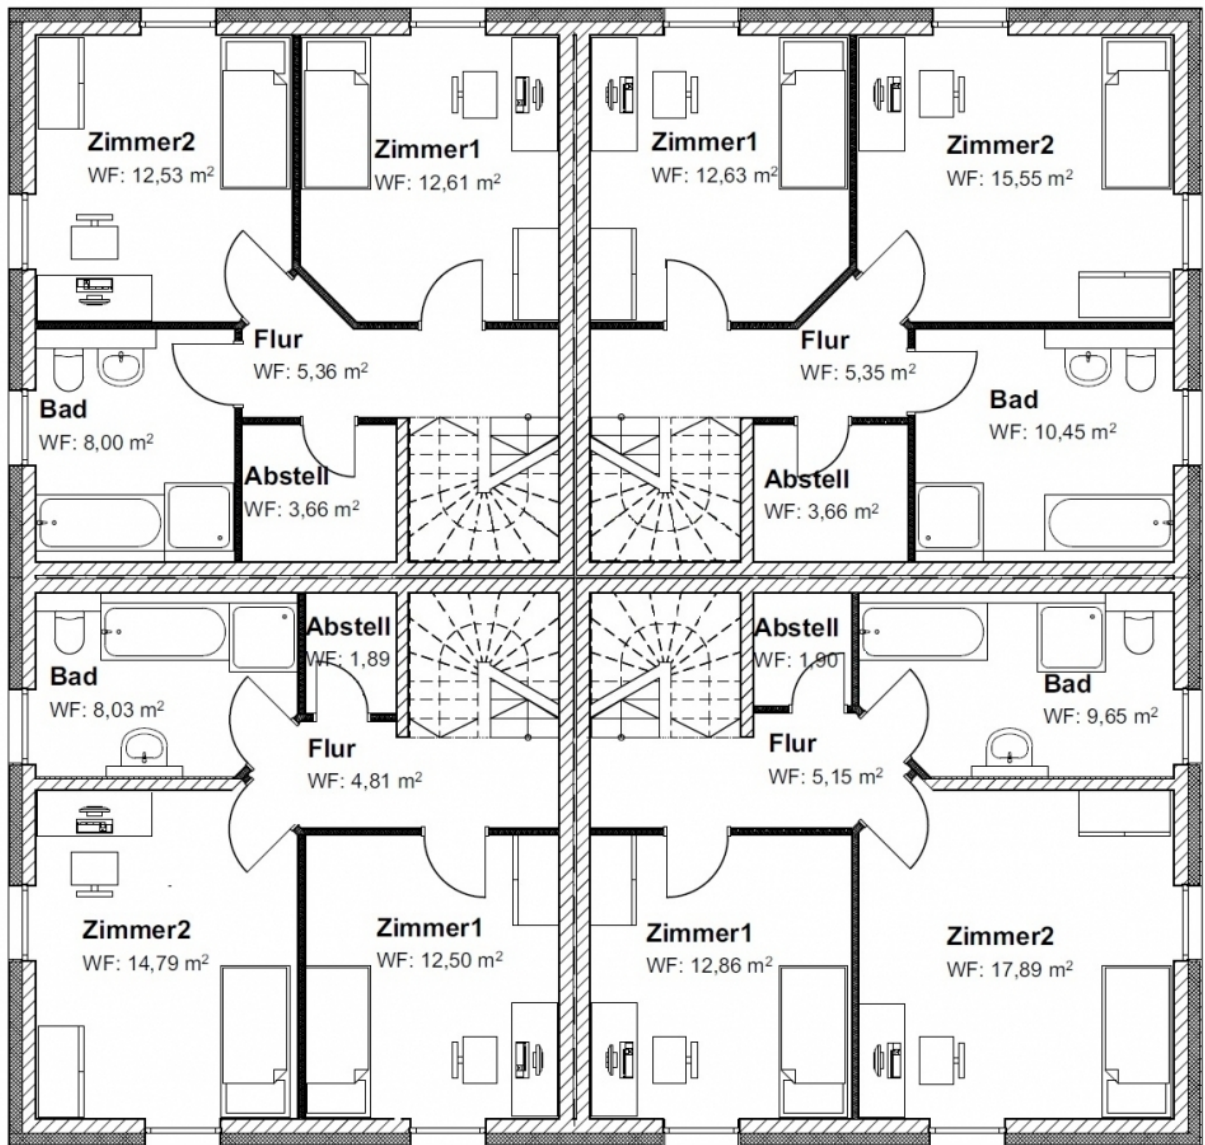 Zimmer2
WF: 12,53 m²
Zimmer1
WF: 12,61 m²
Zimmer1
WF: 12,63 m²
Zimmer2
WF: 15,55 m²
Flur
WF: 5,36 m²
Flur
WF: 5,35 m²
Bad
WF: 8,00 m²
Bad
WF: 10,45 m²
Abstell
WF: 3,66 m²
Abstell
WF: 3,66 m²
Abstell
WF: 1,89
Abstell
WF: 1,90
Bad
WF: 8,03 m²
Bad
WF: 9,65 m²
Flur
WF: 4,81 m²
Flur
WF: 5,15 m²
Zimmer2
WF: 14,79 m²
Zimmer1
WF: 12,50 m²
Zimmer1
WF: 12,86 m²
Zimmer2
WF: 17,89 m²